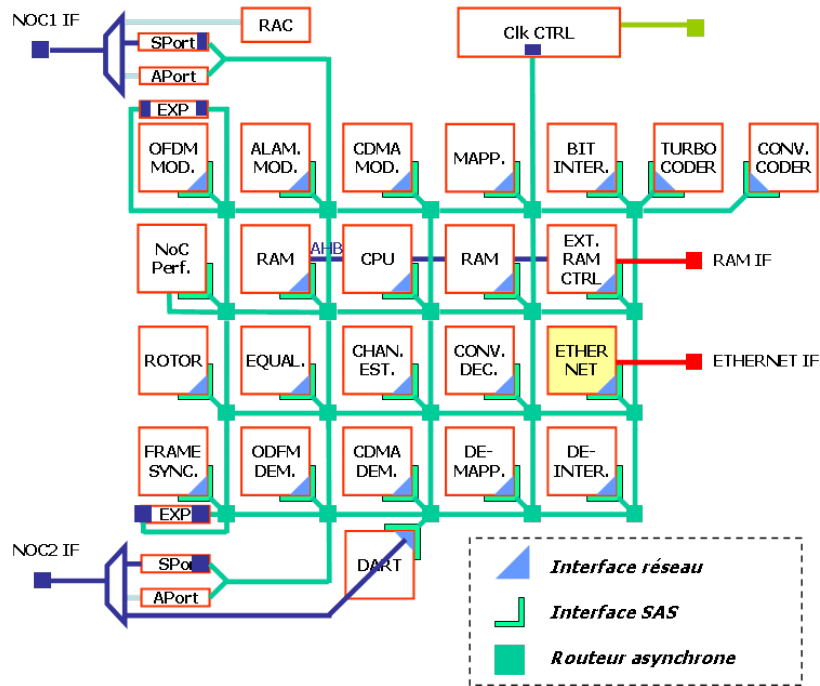 NOC1 IF
SPort
RAC
Clk CTRL
APort
EXP
OFDM
MOD.
ALAM.
MOD.
CDMA
MOD.
MAPP.
BIT
INTER.
TURBO
CODER
CONV.
CODER
NoC
Perf.
RAM
AHB
CPU
RAM
EXT.
RAM
CTRL
RAM IF
ROTOR
EQUAL.
CHAN.
EST.
CONV.
DEC.
ETHER
NET
ETHERNET IF
FRAME
SYNC.
ODFM
DEM.
CDMA
DEM.
DE-
MAPP.
DE-
INTER.
EXP
NOC2 IF
SPo
APort
DART
Interface réseau
Interface SAS
Routeur asynchrone